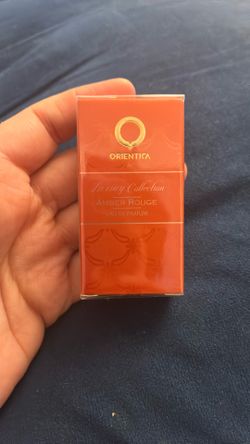 ORIENTICA
Luxury Collection
AMBER ROUGE
EAU DE PARFUM